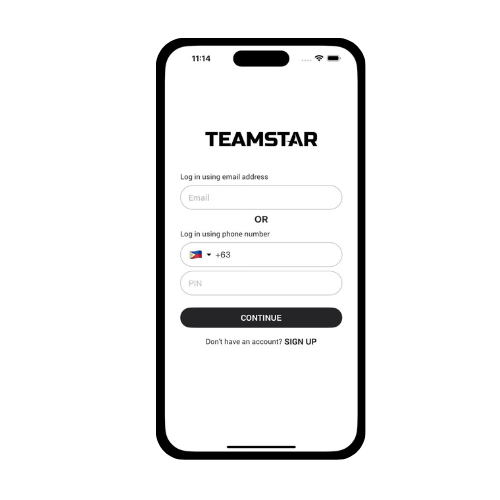 11:14
TEAMSTAR
Log in using email address
Email
OR
Log in using phone number
+63
PIN
CONTINUE
Don't have an account? SIGN UP